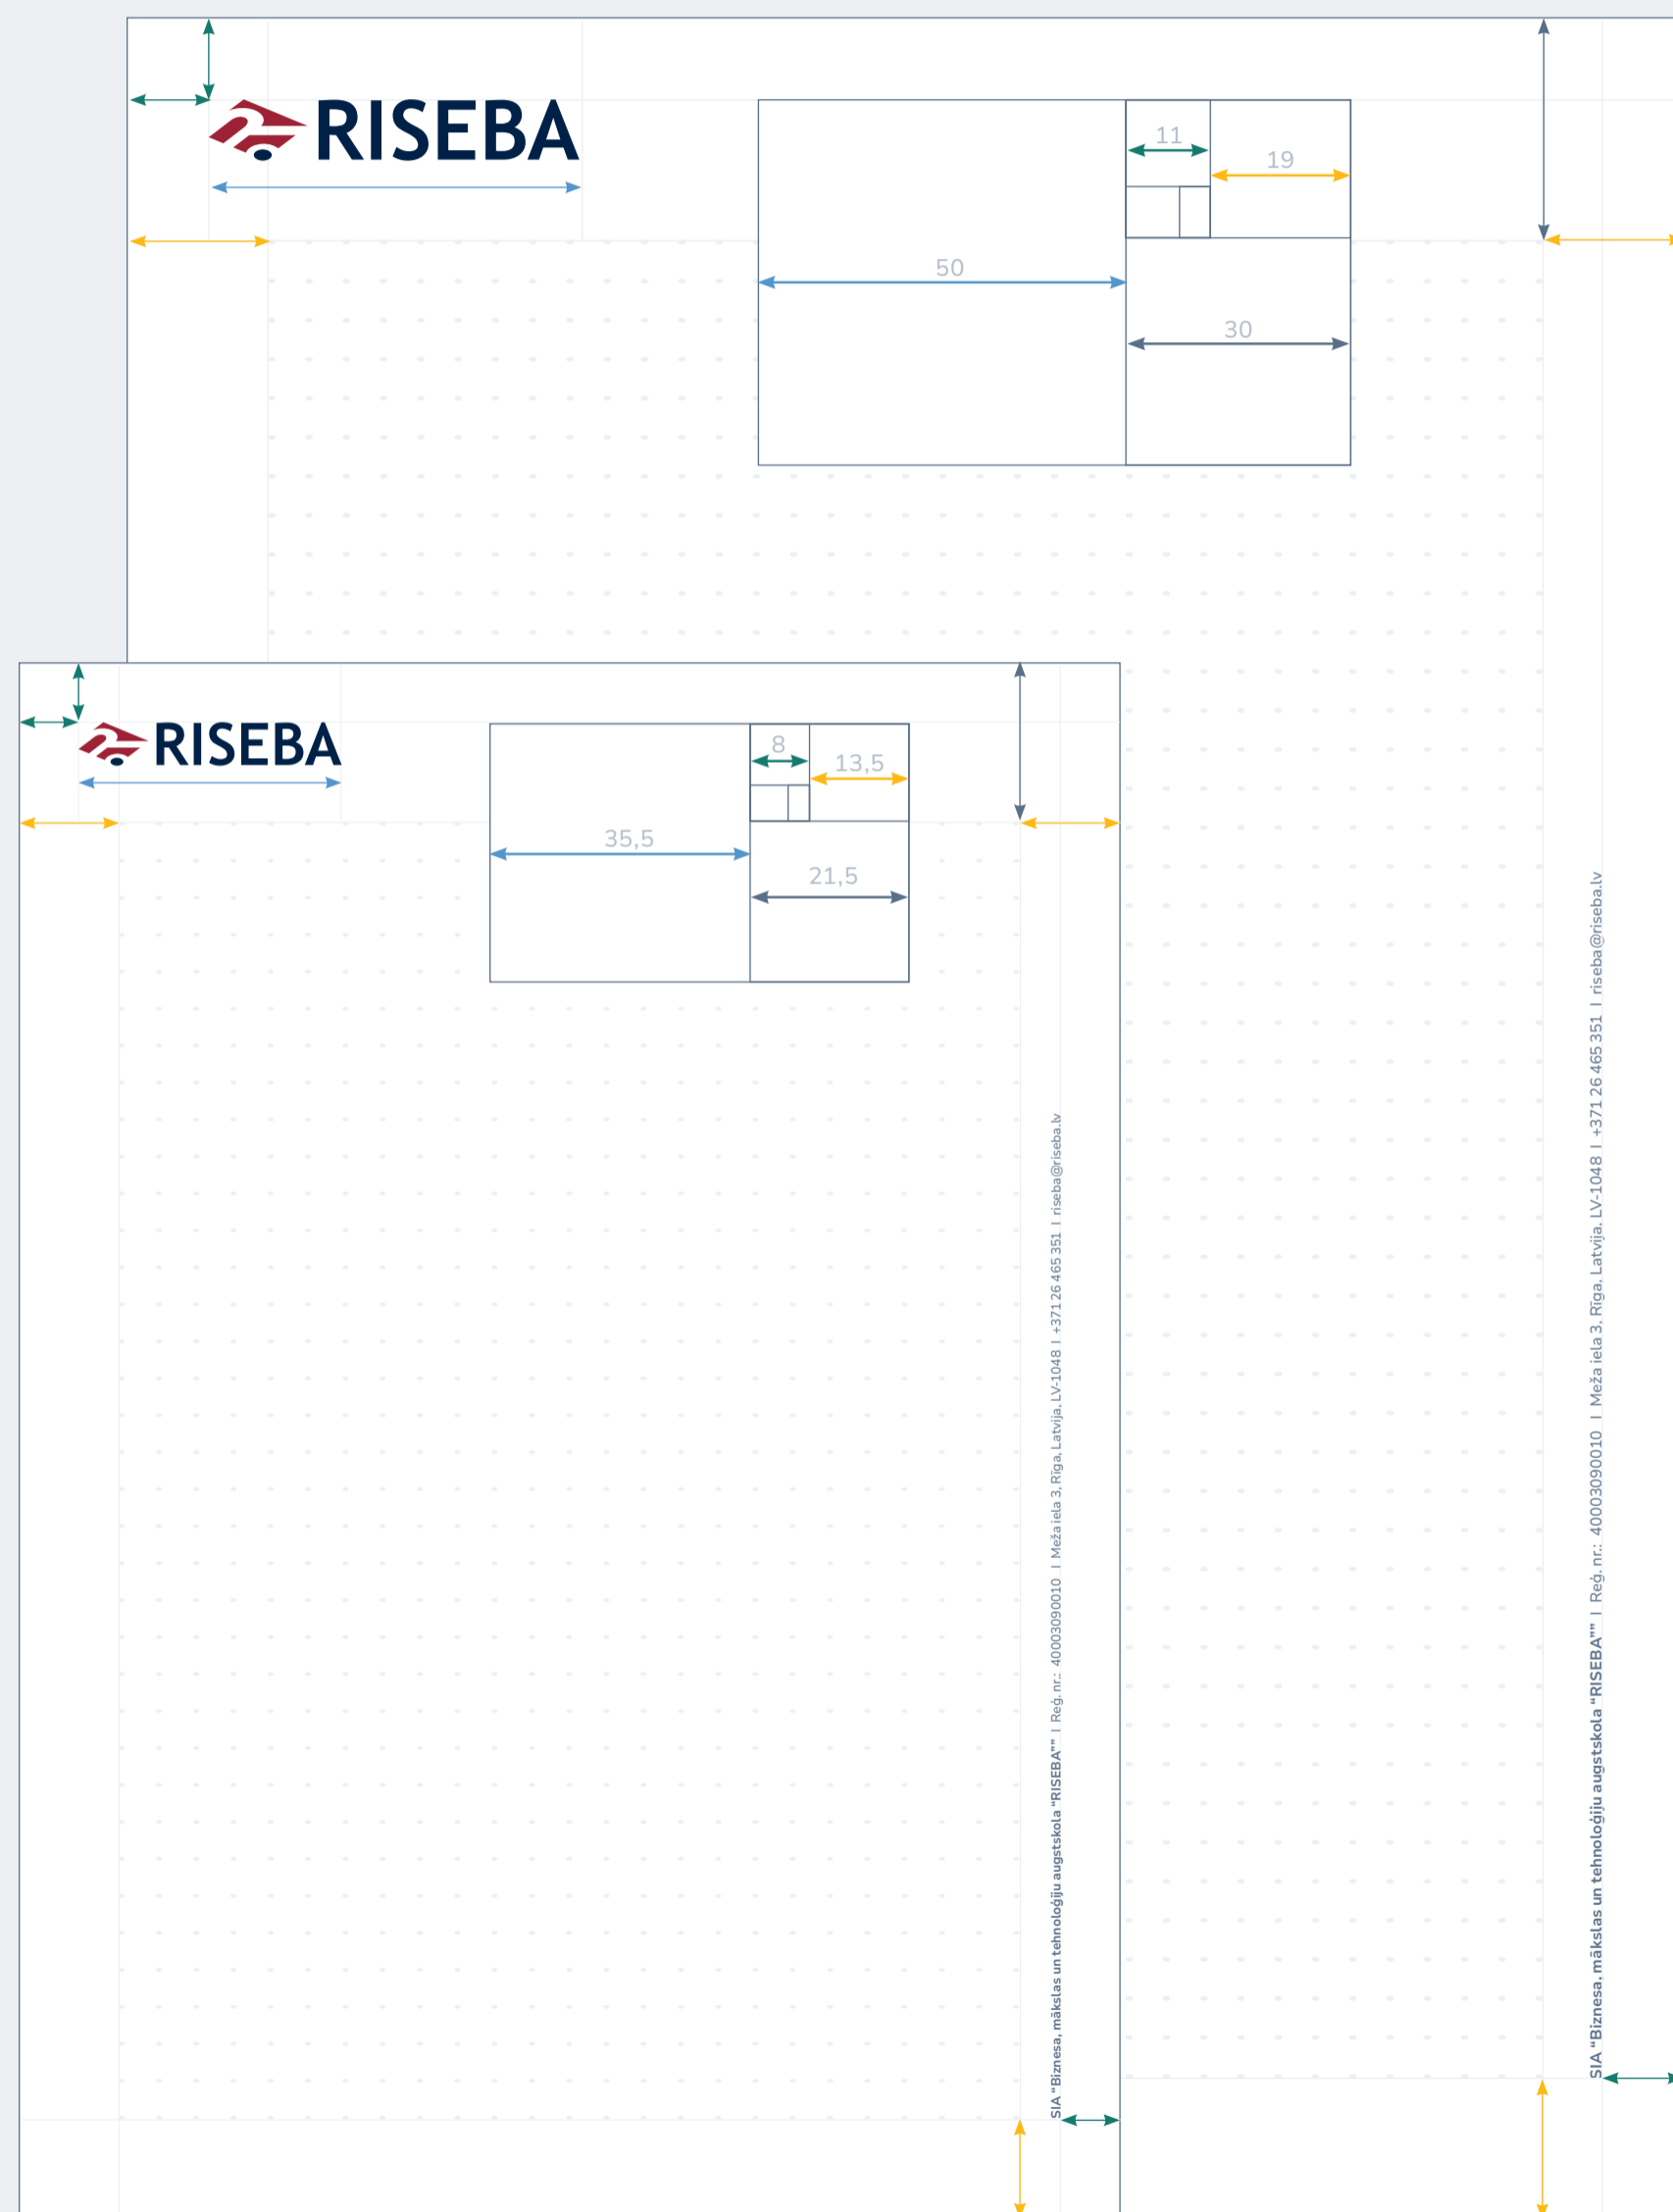 RISEBA
11
19
50
30
RISEBA
8
13,5
35,5
21,5
SIA “Biznesa, mākslas un tehnoloģiju augstskola “RISEBA”” I Reģ. nr.: 40003090010 I Meža iela 3, Rīga, Latvija, LV-1048 I +371 26 465 351 I riseba@riseba.lv
SIA “Biznesa, mākslas un tehnoloģiju augstskola “RISEBA”” I Reģ. nr.: 40003090010 I Meža iela 3, Rīga, Latvija, LV-1048 I +371 26 465 351 I riseba@riseba.lv